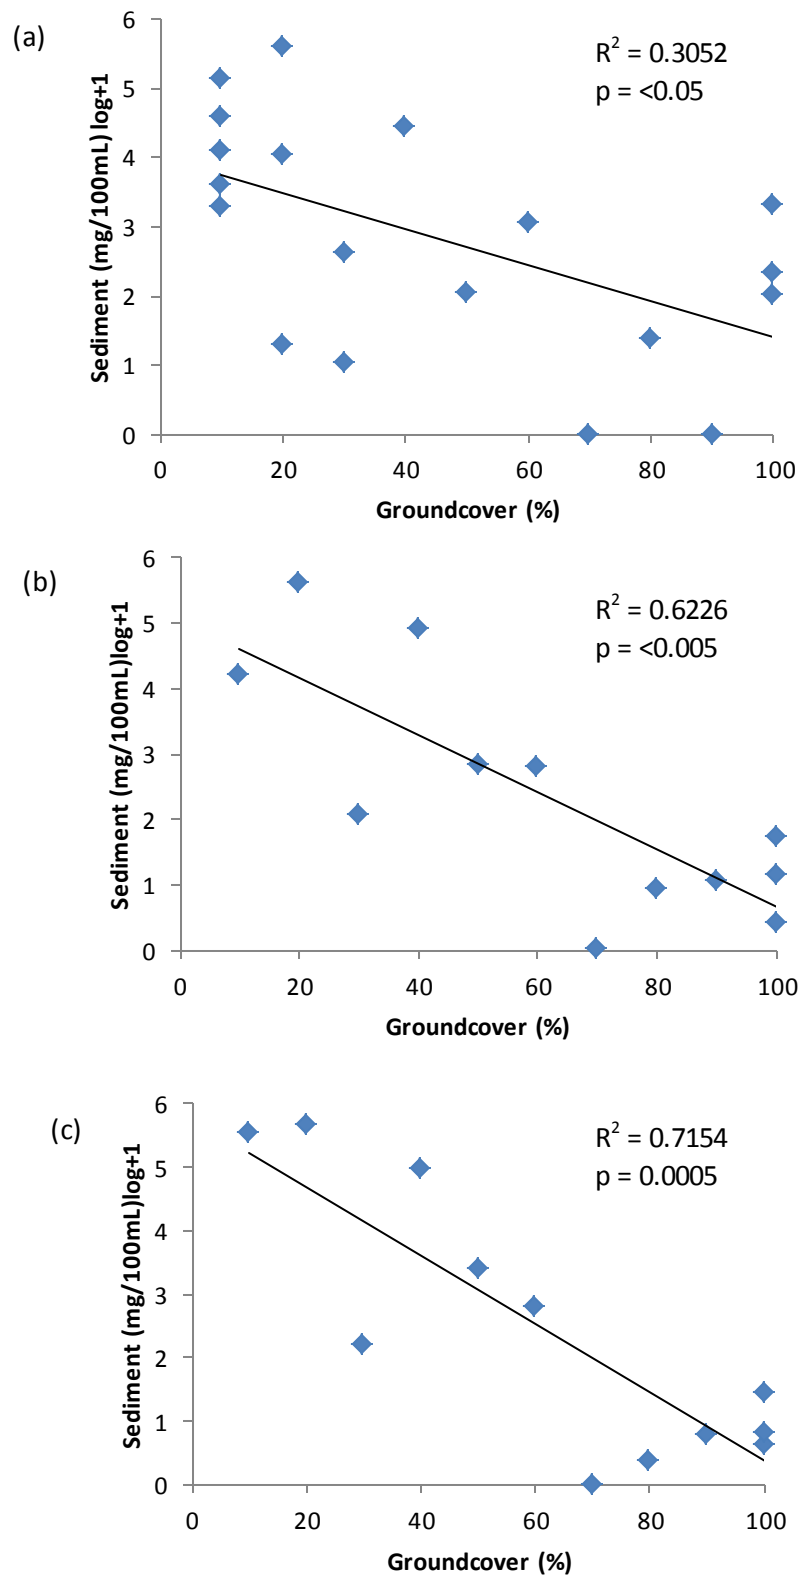 (a)
R² = 0.3052
p = <0.05
Sediment (mg/100mL) log+1
6
5
4
3
2
1
0
0 20 40 60 80 100
Groundcover (%)
(b)
R² = 0.6226
p = <0.005
Sediment (mg/100mL)log+1
6
5
4
3
2
1
0
0 20 40 60 80 100
Groundcover (%)
(c)
R² = 0.7154
p = 0.0005
Sediment (mg/100mL)log+1
6
5
4
3
2
1
0
0 20 40 60 80 100
Groundcover (%)